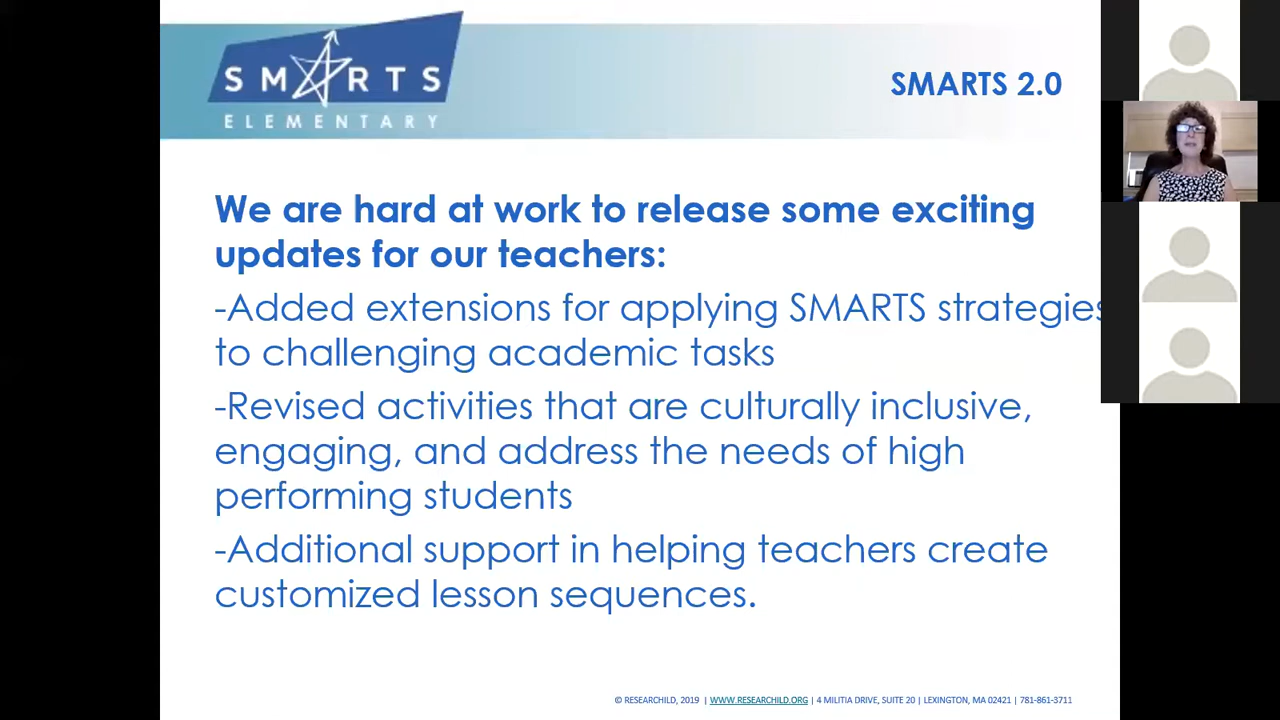 SMARTS
ELEMENTARY
SMARTS 2.0
We are hard at work to release some exciting
updates for our teachers:
-Added extensions for applying SMARTS strategies
to challenging academic tasks
-Revised activities that are culturally inclusive,
engaging, and address the needs of high
performing students
-Additional support in helping teachers create
customized lesson sequences.
© RESEARCHILD, 2019 | WWW.RESEARCHILD.ORG | 4 MILITIA DRIVE, SUITE 20 | LEXINGTON, MA 02421 | 781-861-3711